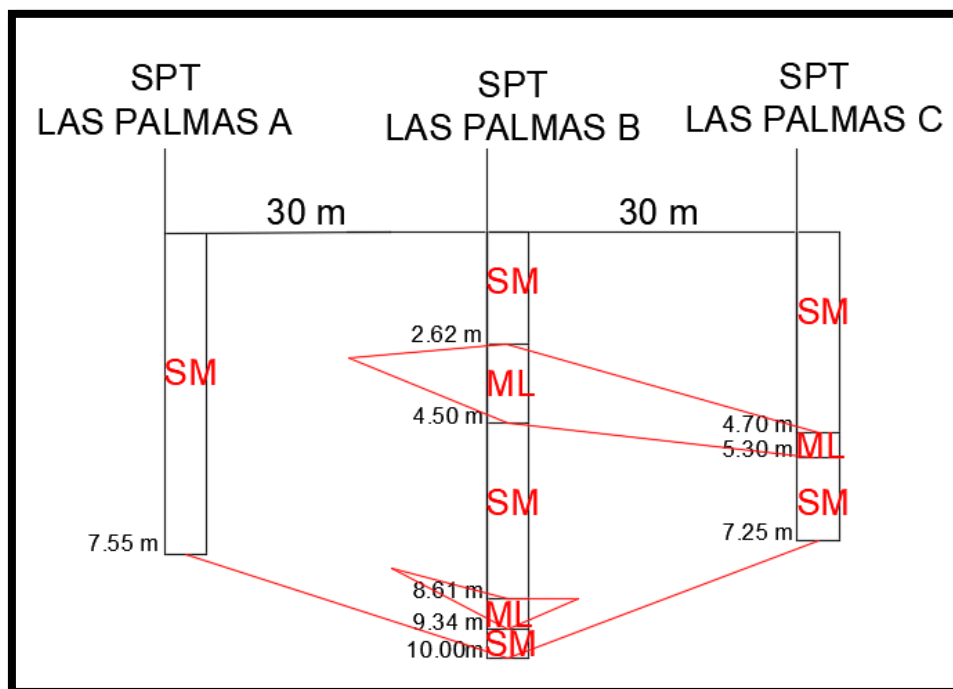 SPT
LAS PALMAS A
SPT
LAS PALMAS B
SPT
LAS PALMAS C
30 m
30 m
SM
7.55 m
SM
2.62 m
ML
4.50 m
SM
8.61 m
ML
9.34 m
SM
10.00m
SM
4.70 m
ML
5.30 m
SM
7.25 m